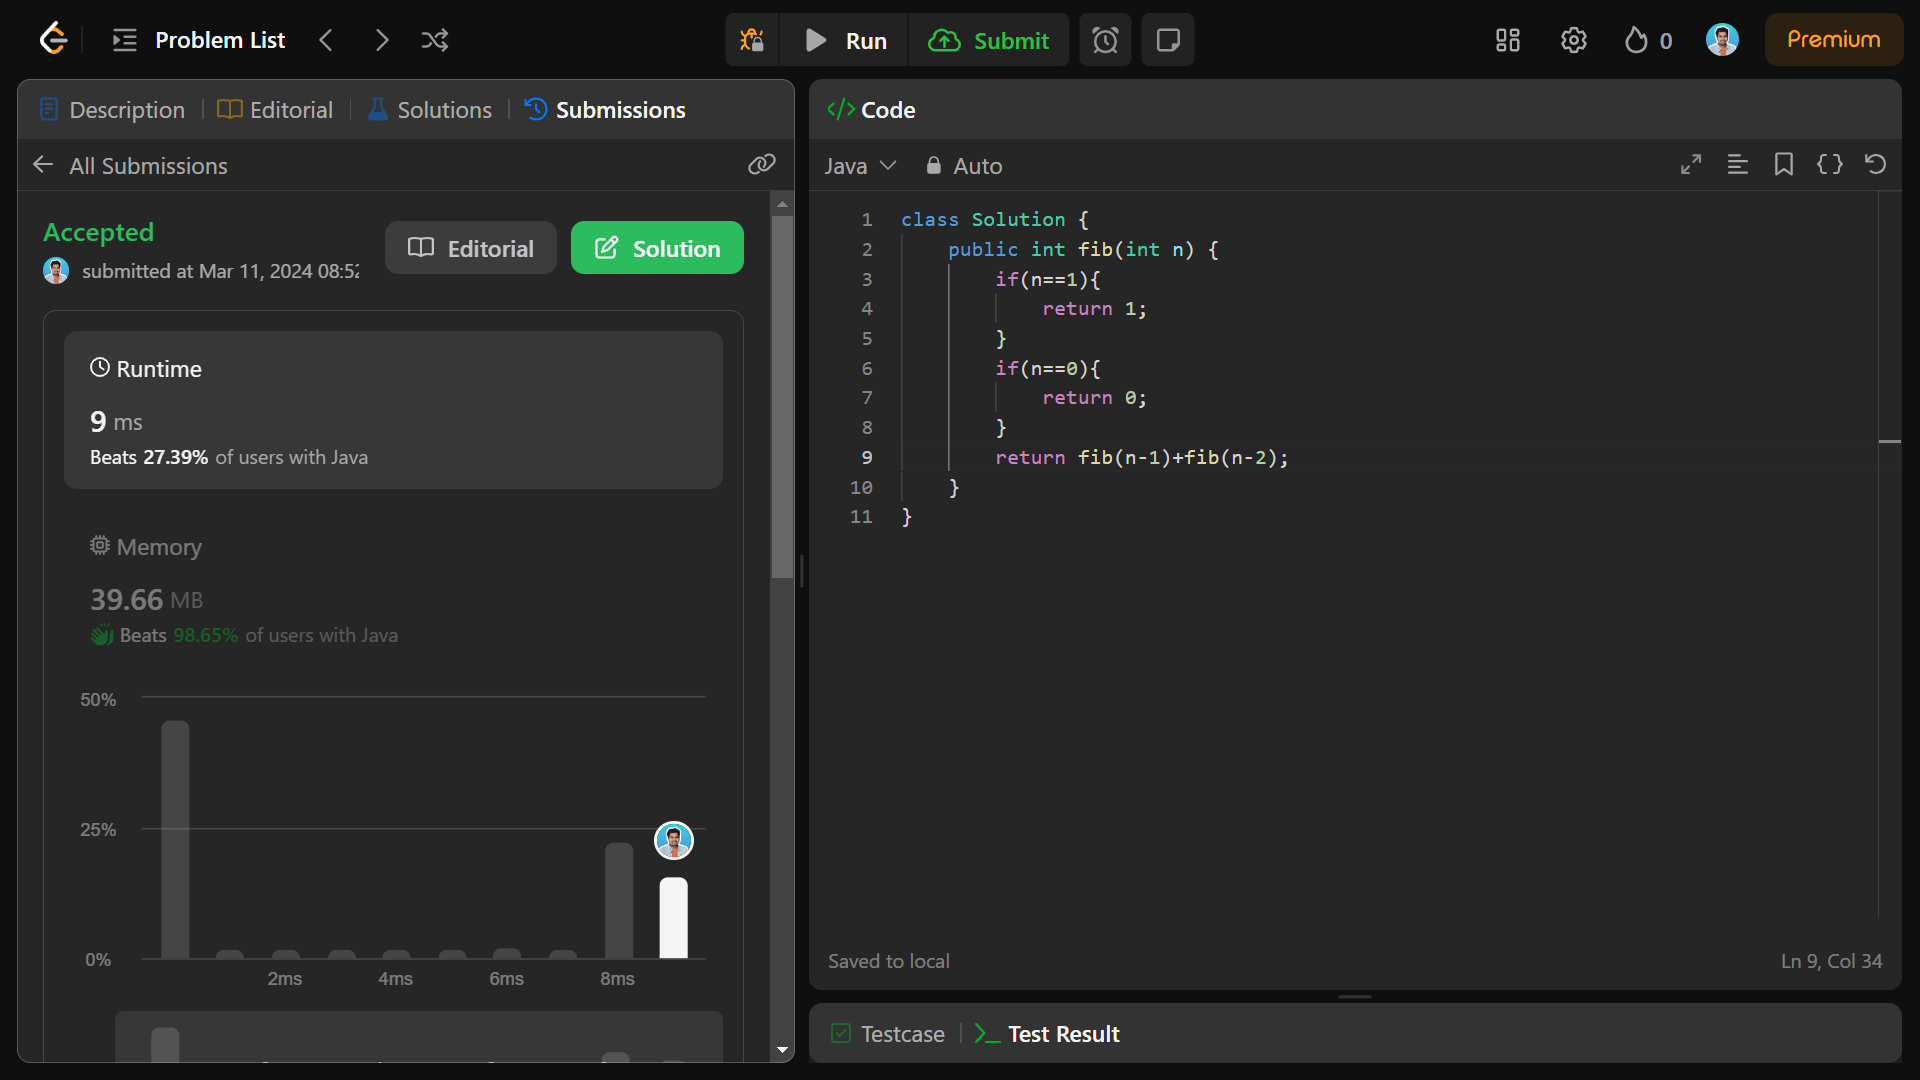 Problem List
Run
Submit
0
Premium
Description
Editorial
Solutions
Submissions
All Submissions
Accepted
submitted at Mar 11, 2024 08:52
Editorial
Solution
Runtime
9 ms
Beats 27.39% of users with Java
Memory
39.66 MB
Beats 98.65% of users with Java
50%
25%
0%
2ms
4ms
6ms
8ms
</> Code
Java
Auto
1 class Solution {
2     public int fib(int n) {
3         if(n==1){
4             return 1;
5         }
6         if(n==0){
7             return 0;
8         }
9         return fib(n-1)+fib(n-2);
10     }
11 }
Saved to local
Ln 9, Col 34
Testcase
Test Result